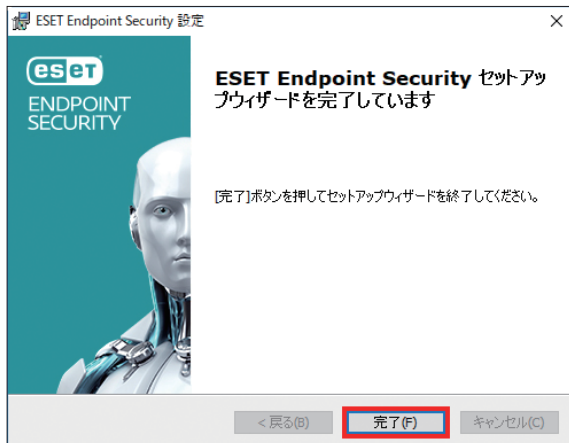 ESET Endpoint Security 設定
eset
ENDPOINT
SECURITY
ESET Endpoint Security セットアッ
プウィザードを完了しています
[完了]ボタンを押してセットアップウィザードを終了してください。
< 戻る(B)
完了(F)
キャンセル(C)